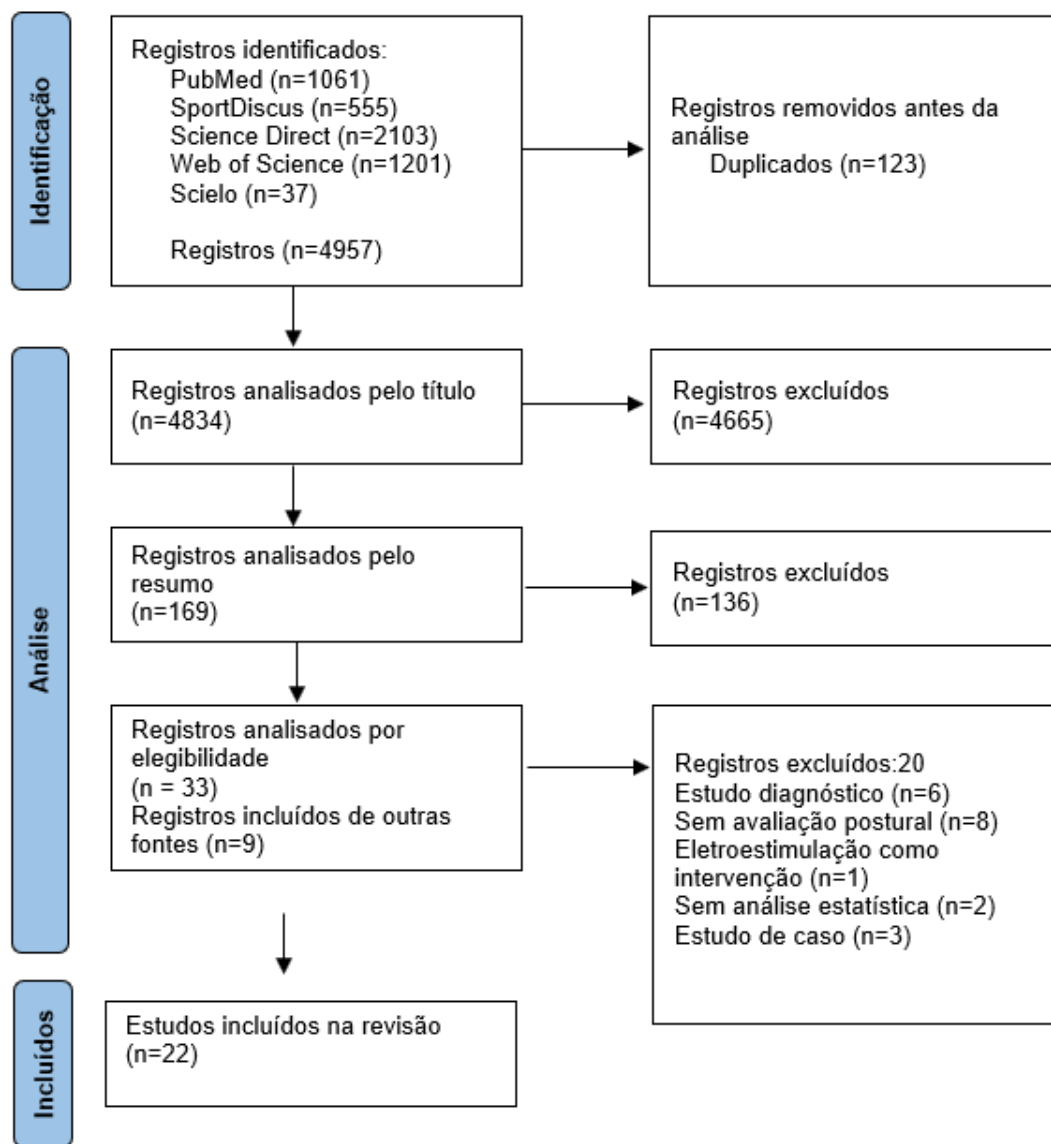 Identificação
Registros identificados:
PubMed (n=1061)
SportDiscus (n=555)
Science Direct (n=2103)
Web of Science (n=1201)
Scielo (n=37)
Registros (n=4957)
Registros removidos antes da
análise
Duplicados (n=123)
Análise
Registros analisados pelo título
(n=4834)
Registros excluídos
(n=4665)
Registros analisados pelo
resumo
(n=169)
Registros excluídos
(n=136)
Registros analisados por
elegibilidade
(n = 33)
Registros incluídos de outras
fontes (n=9)
Registros excluídos:20
Estudo diagnóstico (n=6)
Sem avaliação postural (n=8)
Eletroestimulação como
intervenção (n=1)
Sem análise estatística (n=2)
Estudo de caso (n=3)
Incluídos
Estudos incluídos na revisão
(n=22)